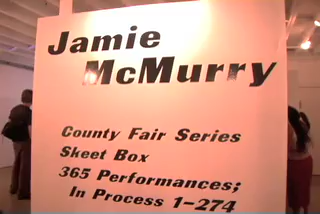 Jamie
McMurry
County Fair Series
Skeet Box
365 Performances;
In Process 1-274